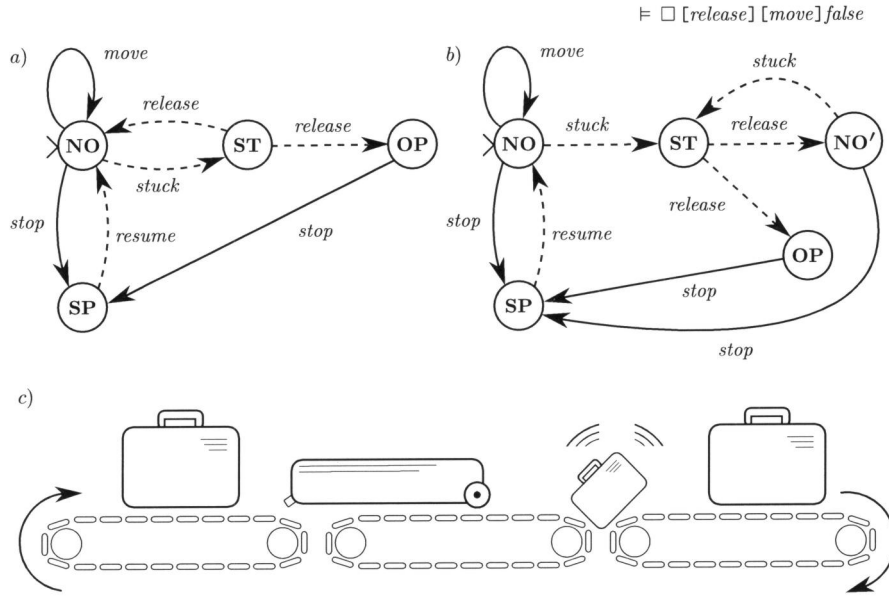 ⊨ □ [release] [move] false
a)
move
release
release
NO
ST
OP
stuck
stop
resume
stop
SP
b)
move
stuck
stuck
release
NO
ST
NO′
release
stop
resume
OP
stop
SP
stop
c)